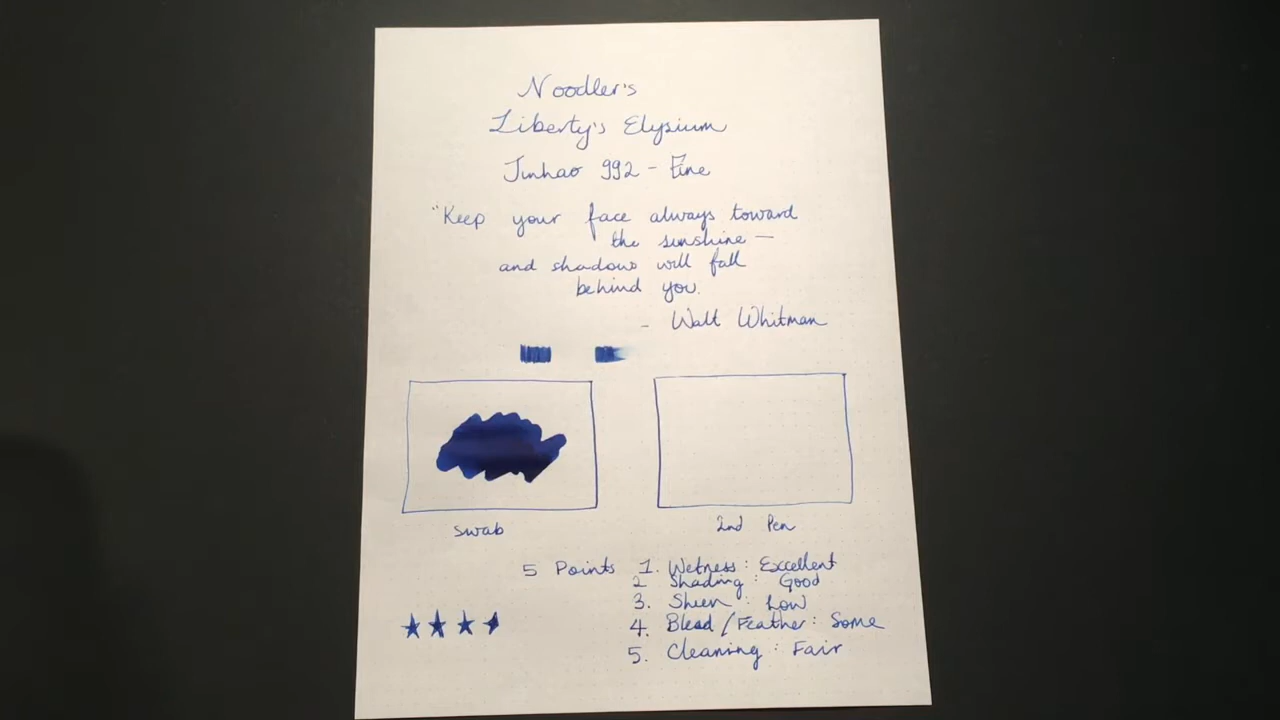 Noodler's
Liberty's Elysium
Jinhao 992 - Fine
"Keep your face always toward
the sunshine —
and shadows will fall
behind you.
- Walt Whitman
Swab
2nd Pen
5 Points 1. Wetness: Excellent
2 Shading: Good
3. Sheen: Low
4. Bleed/Feather: Some
5. Cleaning: Fair